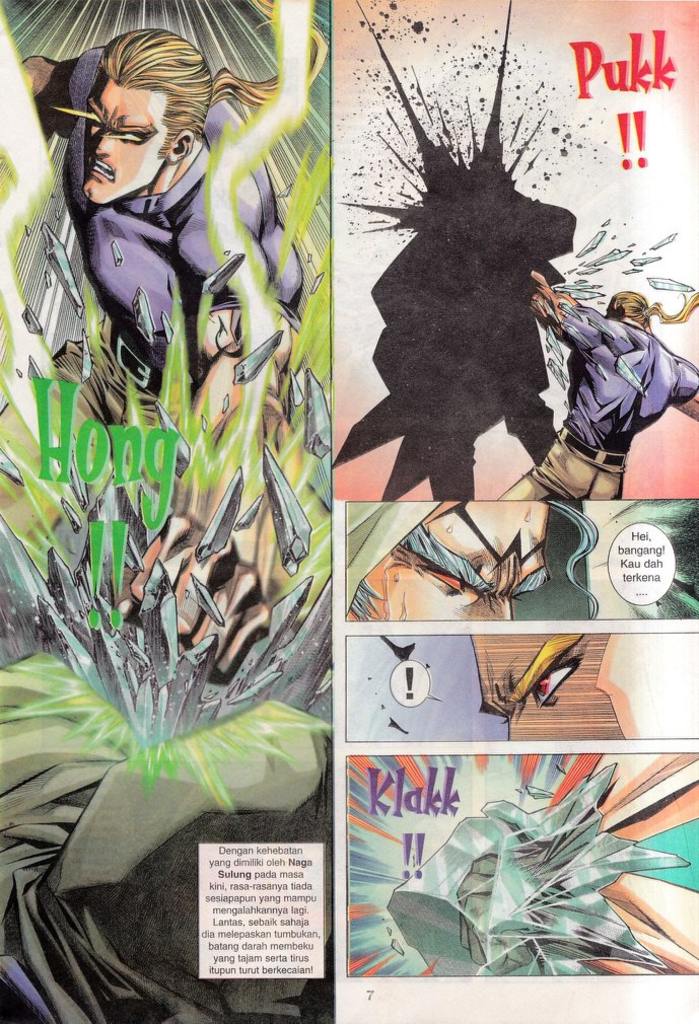 Hong
!!
Dengan kehebatan
yang dimiliki oleh Naga
Sulung pada masa
kini, rasa-rasanya tiada
sesiapapun yang mampu
mengalahkannya lagi.
Lantas, sebaik sahaja
dia melepaskan tumbukan,
batang darah membeku
yang tajam serta tirus
itupun turut berkecaian!
Pukk
!!
Hei,
bangang!
Kau dah
terkena
....
!
Klakk
!!
7